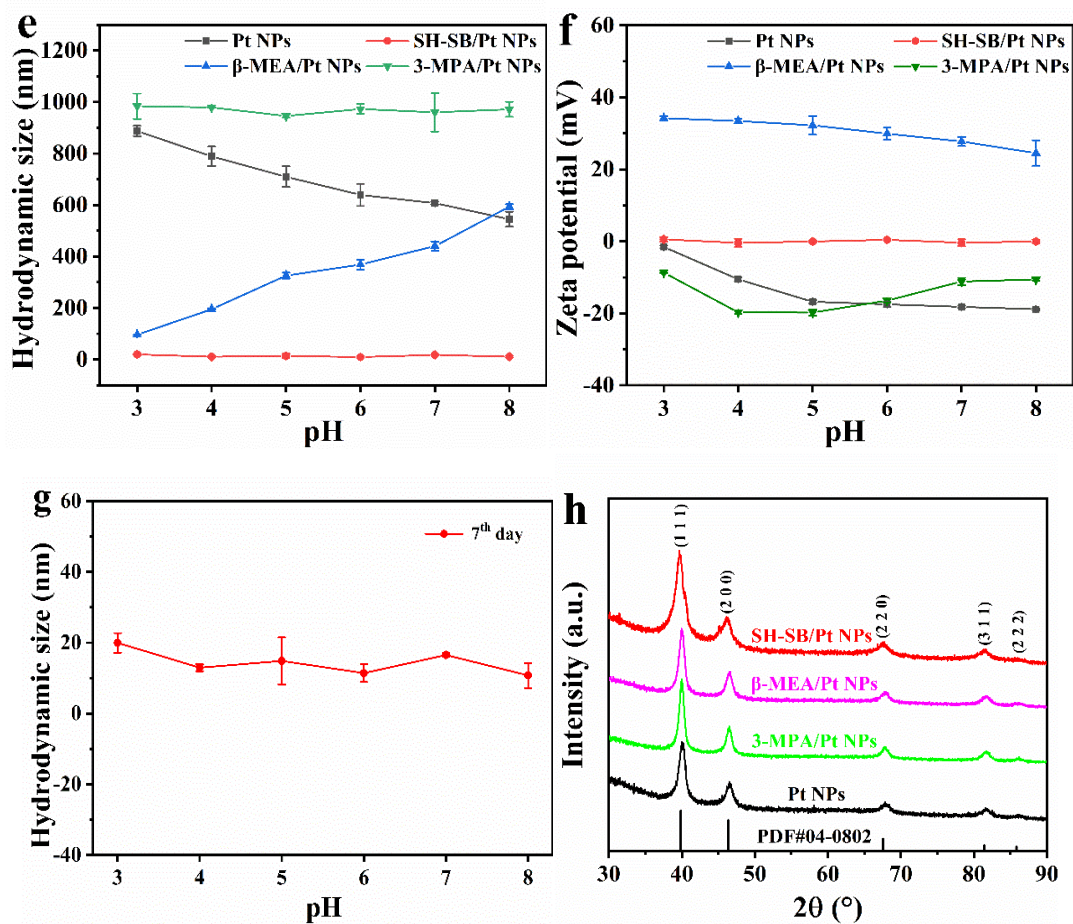 e
Pt NPs
SH-SB/Pt NPs
β-MEA/Pt NPs
3-MPA/Pt NPs
Hydrodynamic size (nm)
1200
1000
800
600
400
200
0
3 4 5 6 7 8
pH
f
Pt NPs
SH-SB/Pt NPs
β-MEA/Pt NPs
3-MPA/Pt NPs
Zeta potential (mV)
60
40
20
0
-20
-40
3 4 5 6 7 8
pH
g
7th day
Hydrodynamic size (nm)
60
40
20
0
-20
-40
3 4 5 6 7 8
pH
h
Intensity (a.u.)
(1 1 1)
(2 0 0)
(2 2 0)
(3 1 1)
(2 2 2)
SH-SB/Pt NPs
β-MEA/Pt NPs
3-MPA/Pt NPs
Pt NPs
PDF#04-0802
30 40 50 60 70 80 90
2θ (°)